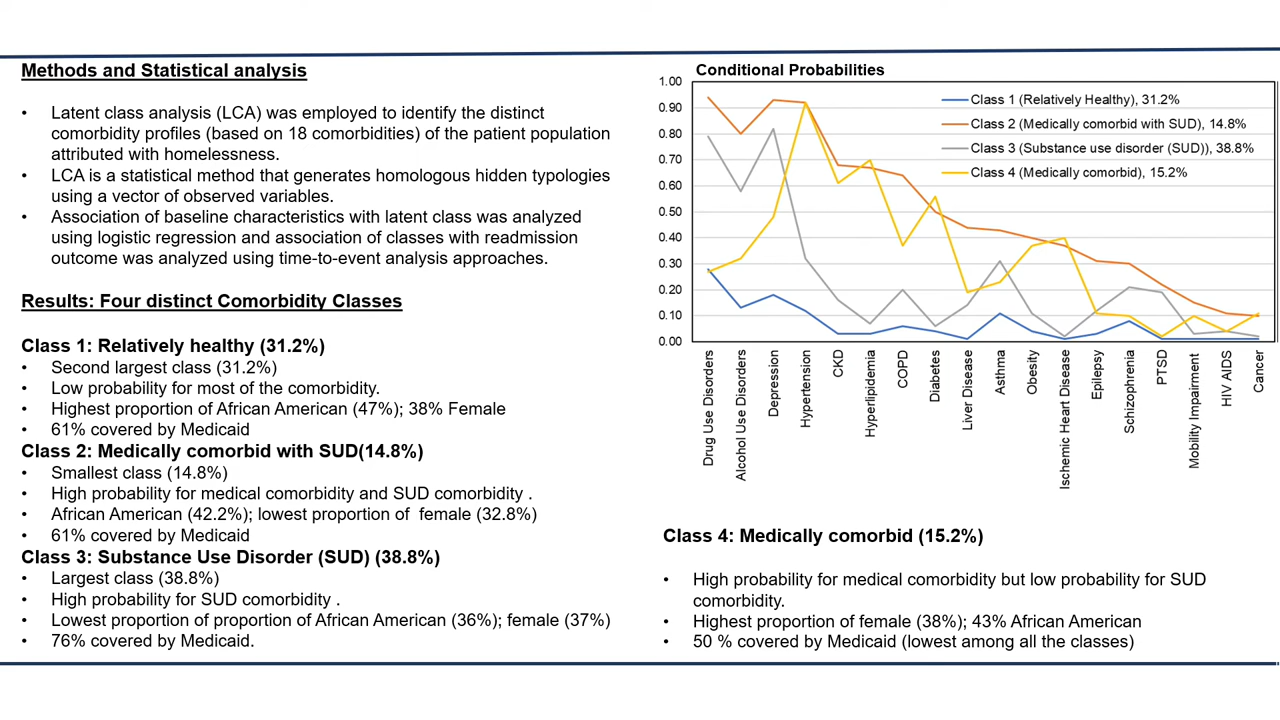 Methods and Statistical analysis
• Latent class analysis (LCA) was employed to identify the distinct
comorbidity profiles (based on 18 comorbidities) of the patient population
attributed with homelessness.
• LCA is a statistical method that generates homologous hidden typologies
using a vector of observed variables.
• Association of baseline characteristics with latent class was analyzed
using logistic regression and association of classes with readmission
outcome was analyzed using time-to-event analysis approaches.
Results: Four distinct Comorbidity Classes
Class 1: Relatively healthy (31.2%)
• Second largest class (31.2%)
• Low probability for most of the comorbidity.
• Highest proportion of African American (47%); 38% Female
• 61% covered by Medicaid
Class 2: Medically comorbid with SUD(14.8%)
• Smallest class (14.8%)
• High probability for medical comorbidity and SUD comorbidity .
• African American (42.2%); lowest proportion of female (32.8%)
• 61% covered by Medicaid
Class 3: Substance Use Disorder (SUD) (38.8%)
• Largest class (38.8%)
• High probability for SUD comorbidity .
• Lowest proportion of proportion of African American (36%); female (37%)
• 76% covered by Medicaid.
Conditional Probabilities
1.00
0.90
0.80
0.70
0.60
0.50
0.40
0.30
0.20
0.10
0.00
Class 1 (Relatively Healthy), 31.2%
Class 2 (Medically comorbid with SUD), 14.8%
Class 3 (Substance use disorder (SUD)), 38.8%
Class 4 (Medically comorbid), 15.2%
Drug Use Disorders
Alcohol Use Disorders
Depression
Hypertension
CKD
Hyperlipidemia
COPD
Diabetes
Liver Disease
Asthma
Obesity
Ischemic Heart Disease
Epilepsy
Schizophrenia
PTSD
Mobility Impairment
HIV AIDS
Cancer
Class 4: Medically comorbid (15.2%)
• High probability for medical comorbidity but low probability for SUD
comorbidity.
• Highest proportion of female (38%); 43% African American
• 50 % covered by Medicaid (lowest among all the classes)